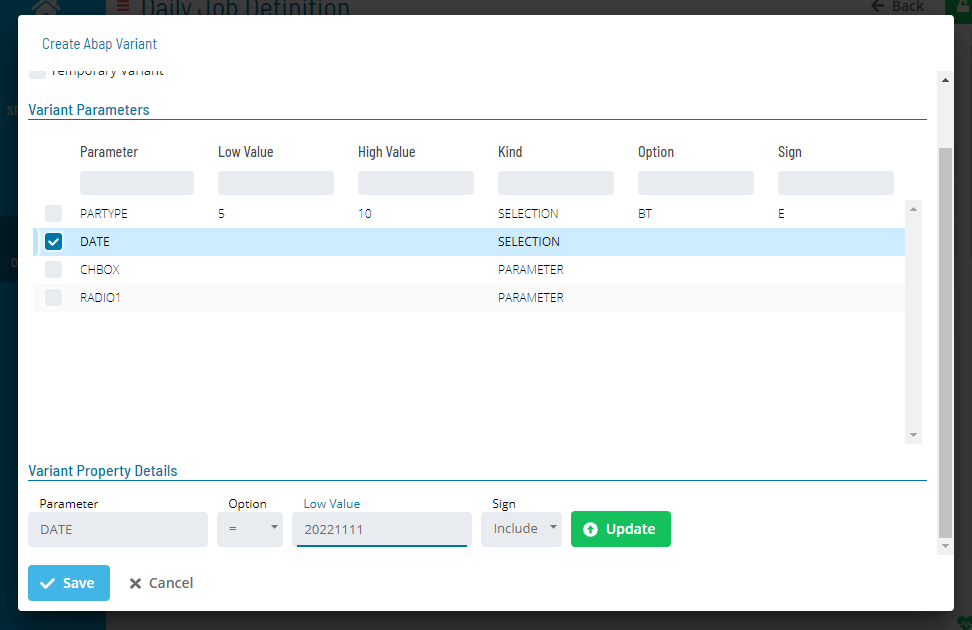 Daily Job Definition
Back
Create Abap Variant
Temporary Variant
Variant Parameters
Parameter Low Value High Value Kind Option Sign
PARTYPE 5 10 SELECTION BT E
DATE SELECTION
CHBOX PARAMETER
RADIO1 PARAMETER
Variant Property Details
Parameter Option Low Value Sign
DATE = 20221111 Include Update
Save Cancel